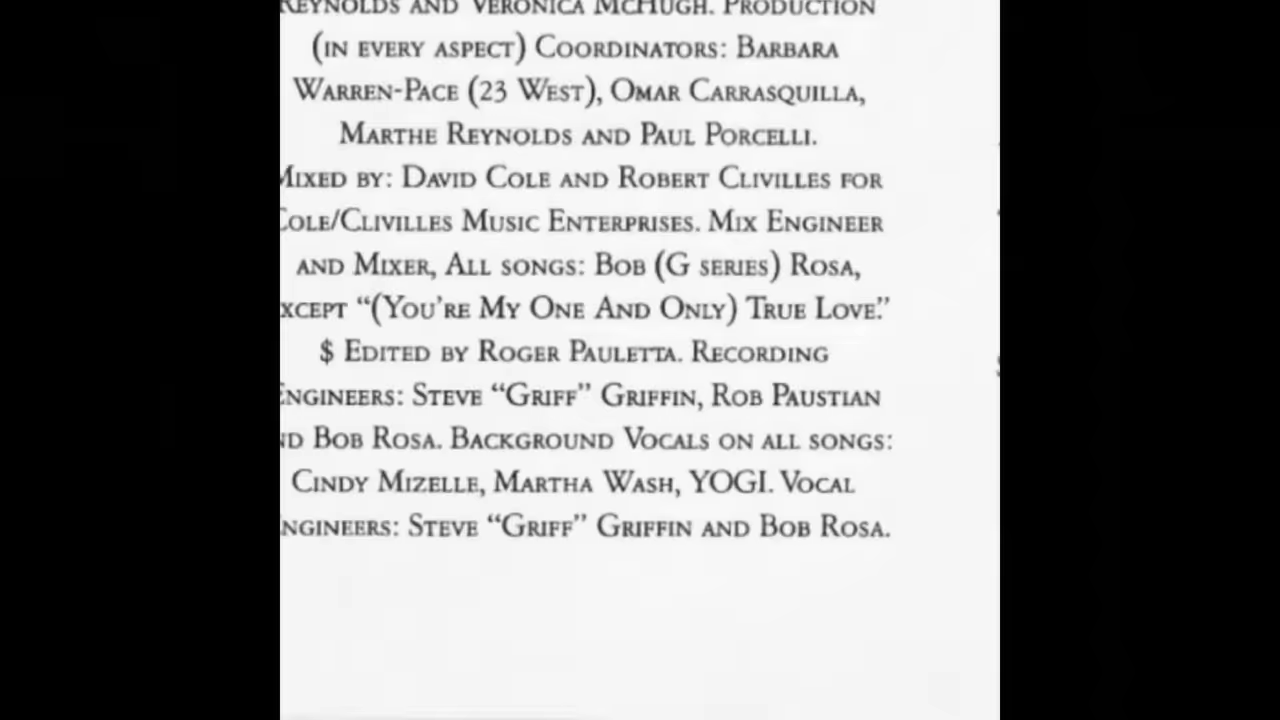 REYNOLDS AND VERONICA MCHUGH. PRODUCTION
(IN EVERY ASPECT) COORDINATORS: BARBARA
WARREN-PACE (23 WEST), OMAR CARRASQUILLA,
MARTHE REYNOLDS AND PAUL PORCELLI.
MIXED BY: DAVID COLE AND ROBERT CLIVILLES FOR
COLE/CLIVILLES MUSIC ENTERPRISES. MIX ENGINEER
AND MIXER, ALL SONGS: BOB (G SERIES) ROSA,
XCEPT “(YOU'RE MY ONE AND ONLY) TRUE LOVE.”
$ EDITED BY ROGER PAULETTA. RECORDING
ENGINEERS: STEVE “GRIFF” GRIFFIN, ROB PAUSTIAN
ND BOB ROSA. BACKGROUND VOCALS ON ALL SONGS:
CINDY MIZELLE, MARTHA WASH, YOGI. VOCAL
NGINEERS: STEVE “GRIFF” GRIFFIN AND BOB ROSA.